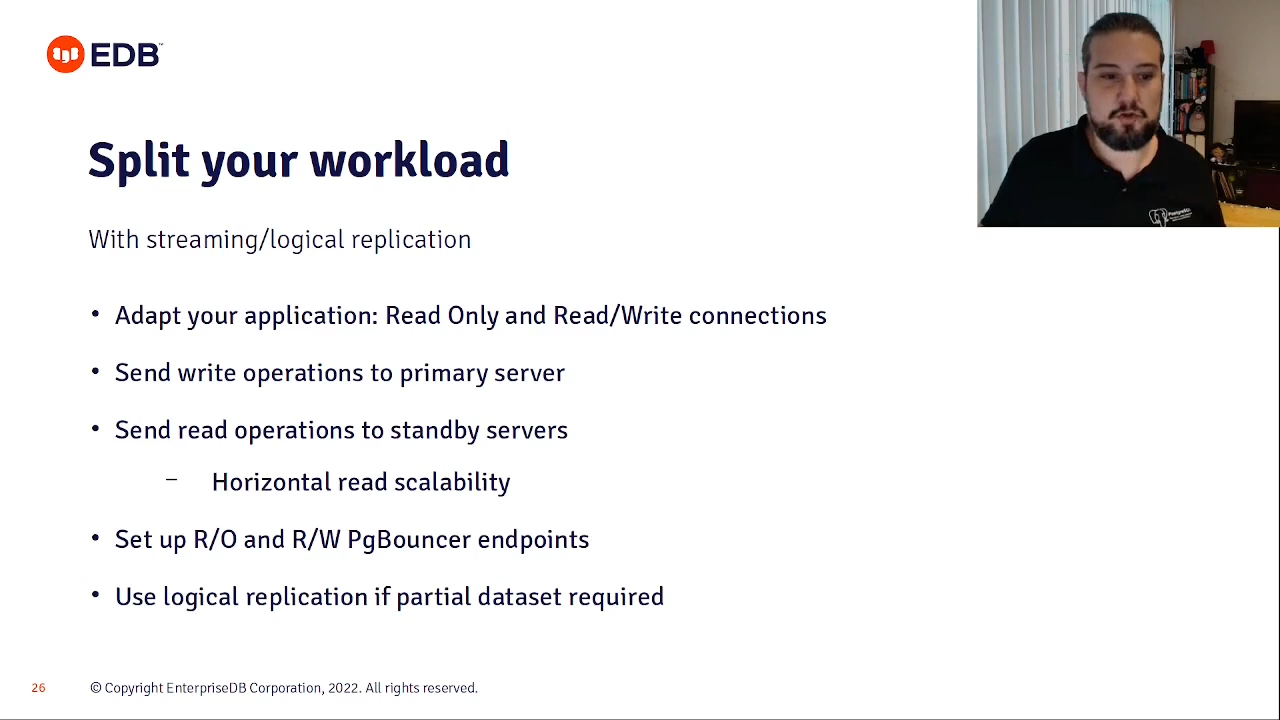 EDB™
Split your workload
With streaming/logical replication
• Adapt your application: Read Only and Read/Write connections
• Send write operations to primary server
• Send read operations to standby servers
– Horizontal read scalability
• Set up R/O and R/W PgBouncer endpoints
• Use logical replication if partial dataset required
26
© Copyright EnterpriseDB Corporation, 2022. All rights reserved.